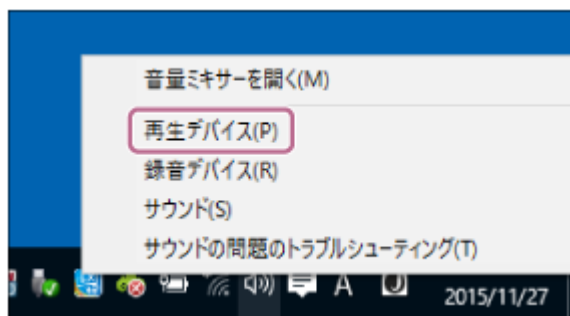 音量ミキサーを開く(M)
再生デバイス(P)
録音デバイス(R)
サウンド(S)
サウンドの問題のトラブルシューティング(T)
A
2015/11/27